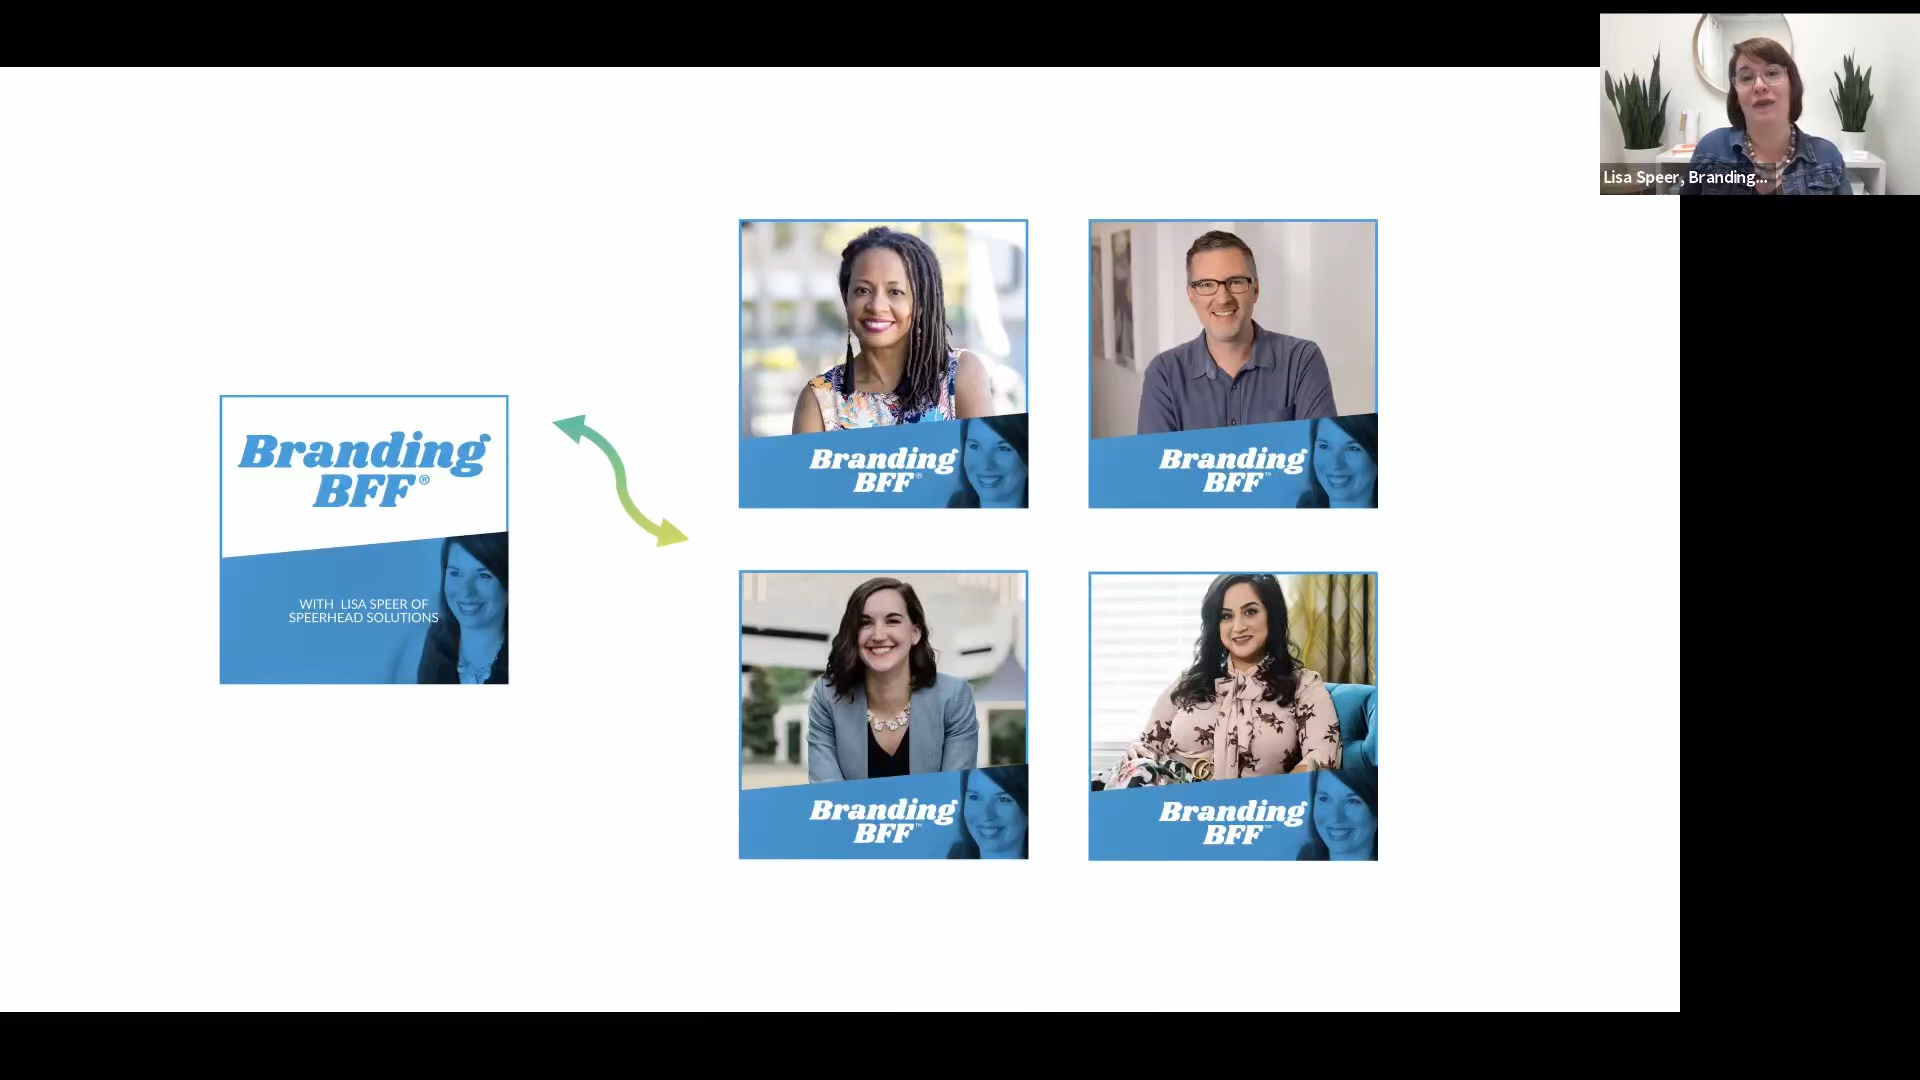 Lisa Speer, Branding...
Branding
BFF®
WITH LISA SPEER OF
SPEERHEAD SOLUTIONS
Branding
BFF®
Branding
BFF™
Branding
BFF™
Branding
BFF™